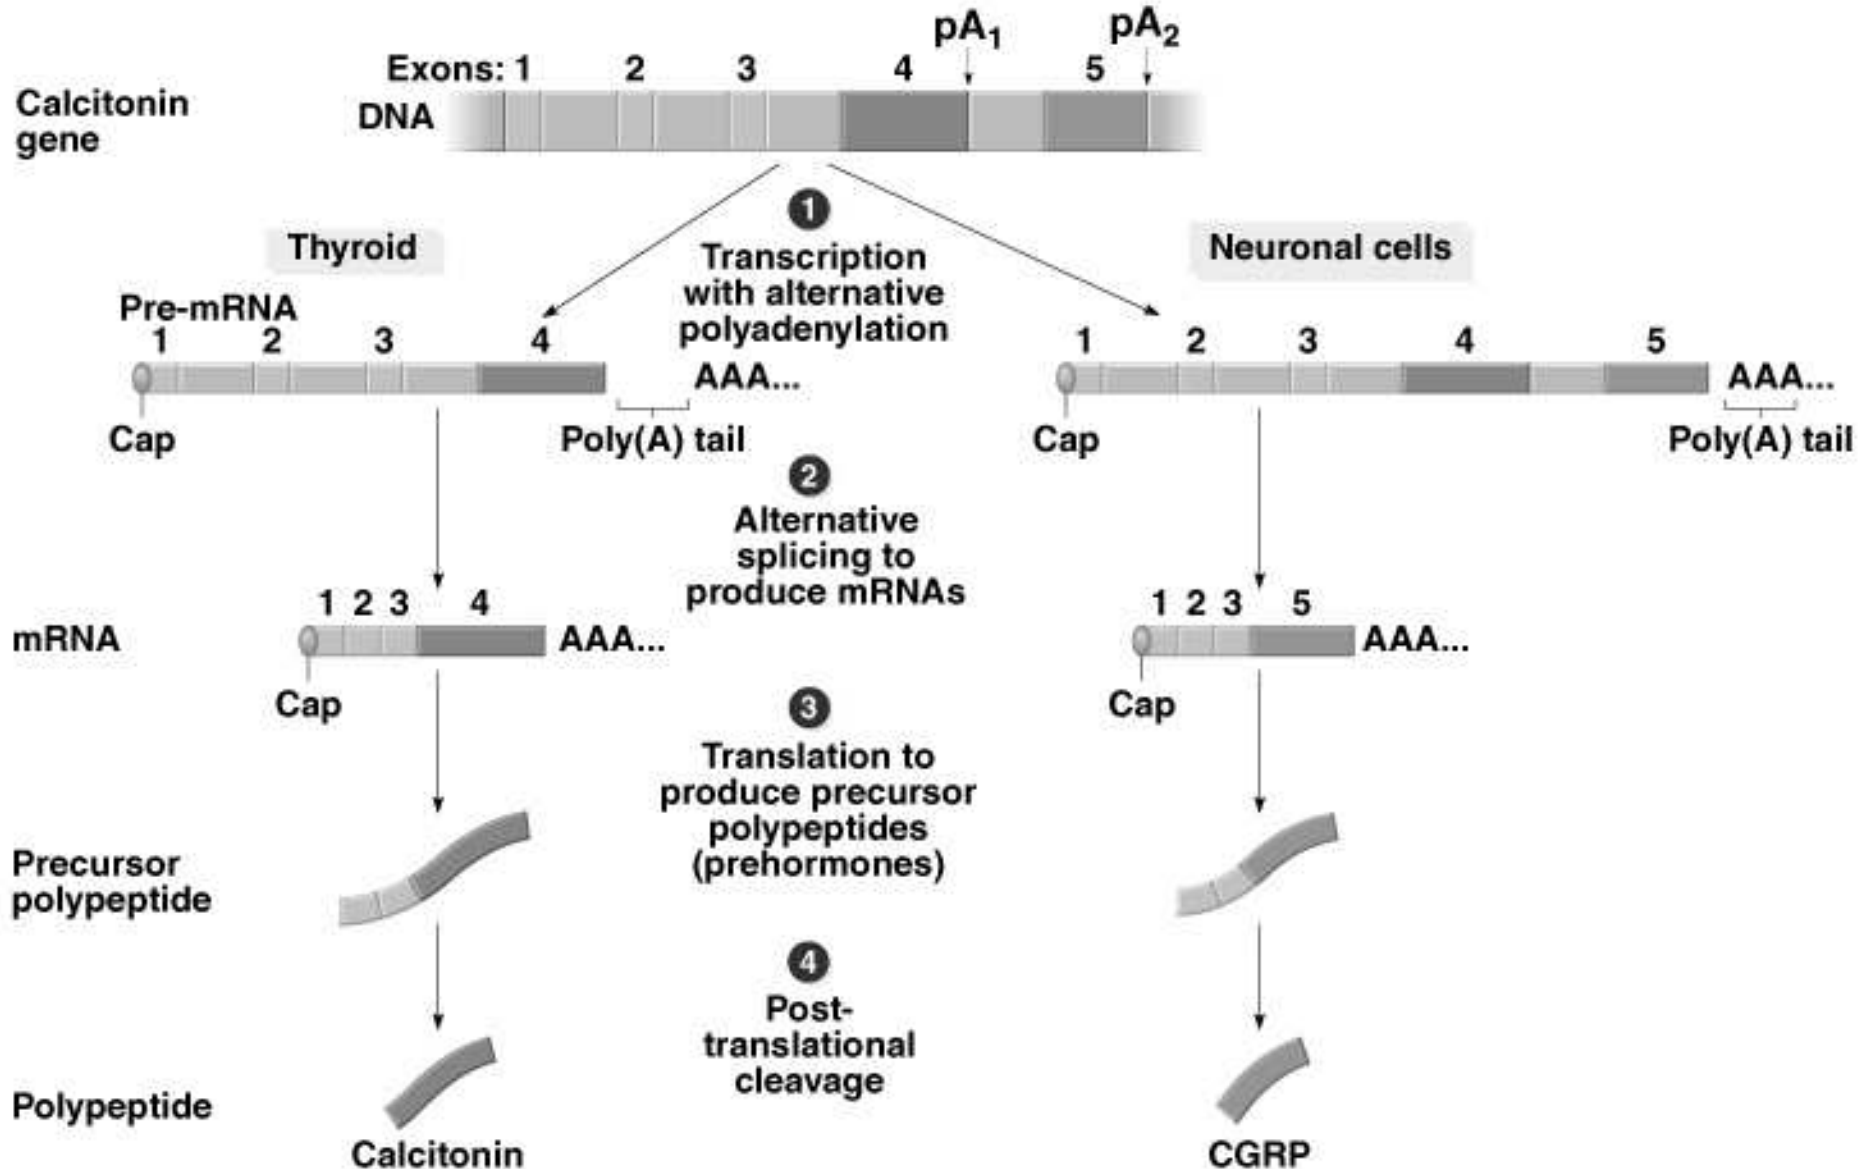 pA1 pA2
Exons: 1 2 3 4 5
Calcitonin
gene
DNA
1
Thyroid
Transcription
with alternative
polyadenylation
Neuronal cells
Pre-mRNA
1 2 3 4
AAA...
Cap
Poly(A) tail
1 2 3 4 5
AAA...
Cap
Poly(A) tail
2
Alternative
splicing to
produce mRNAs
mRNA
1 2 3 4
AAA...
Cap
1 2 3 5
AAA...
Cap
3
Translation to
produce precursor
polypeptides
(prehormones)
Precursor
polypeptide
4
Post-
translational
cleavage
Polypeptide
Calcitonin
CGRP